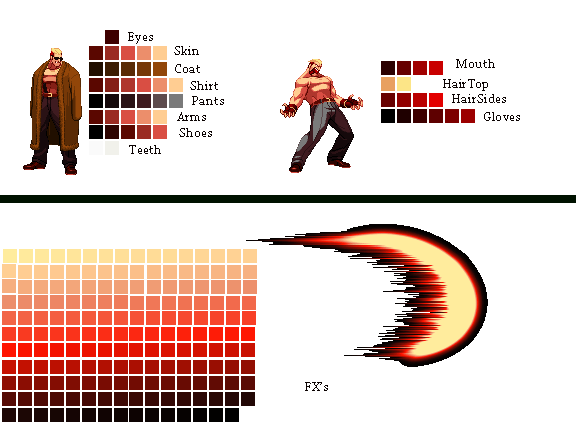 Eyes
Skin
Coat
Shirt
Pants
Arms
Shoes
Teeth
Mouth
HairTop
HairSides
Gloves
FX's